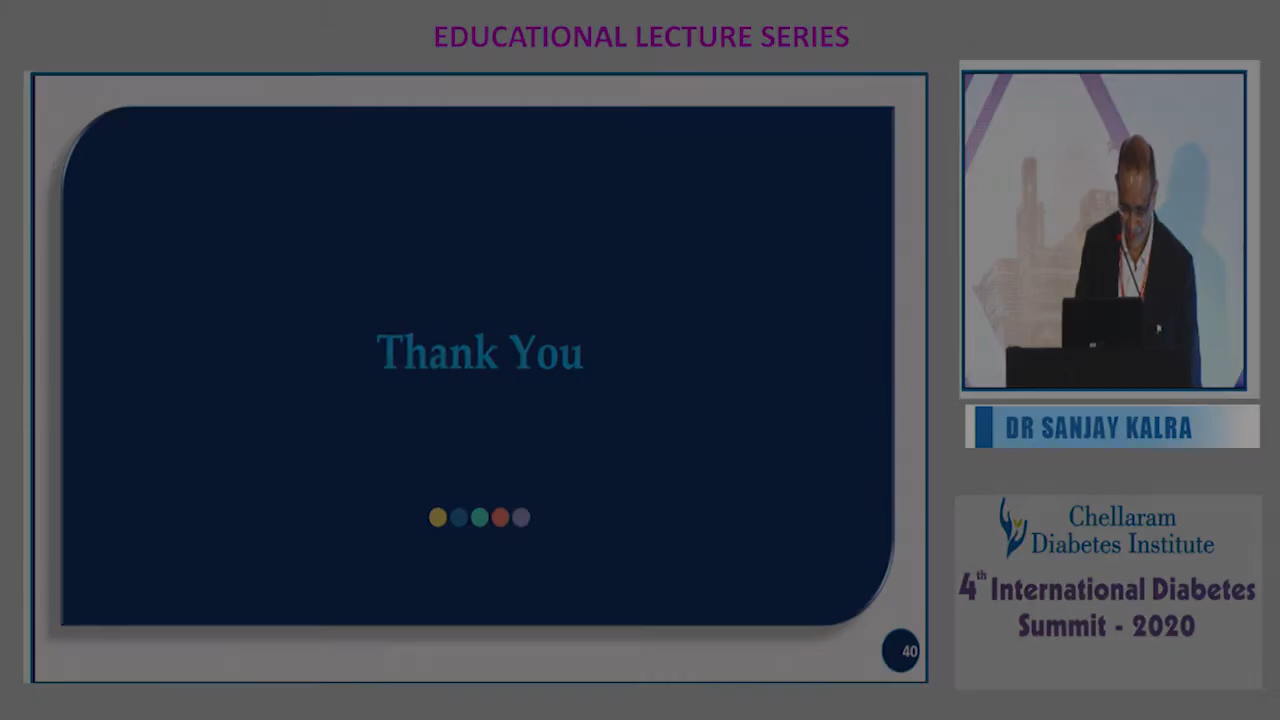 EDUCATIONAL LECTURE SERIES
Thank You
40
DR SANJAY KALRA
Chellaram
Diabetes Institute
4th International Diabetes
Summit - 2020